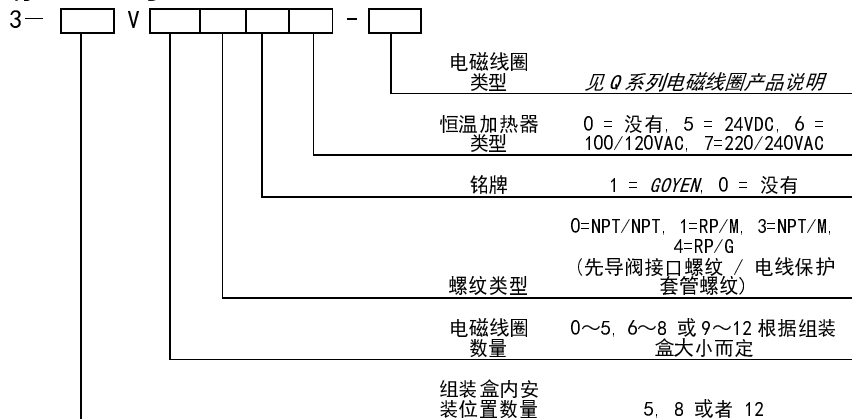 3— V -
电磁线圈
类型 见 Q 系列电磁线圈产品说明
恒温加热器 0 = 没有, 5 = 24VDC, 6 =
类型 100/120VAC, 7=220/240VAC
铭牌 1 = GOYEN, 0 = 没有
0=NPT/NPT, 1=RP/M, 3=NPT/M,
4=RP/G
(先导阀接口螺纹 / 电线保护
螺纹类型 套管螺纹)
电磁线圈 0～5, 6～8 或 9～12 根据组装
数量 盒大小而定
组装盒内安
装位置数量 5, 8 或者 12